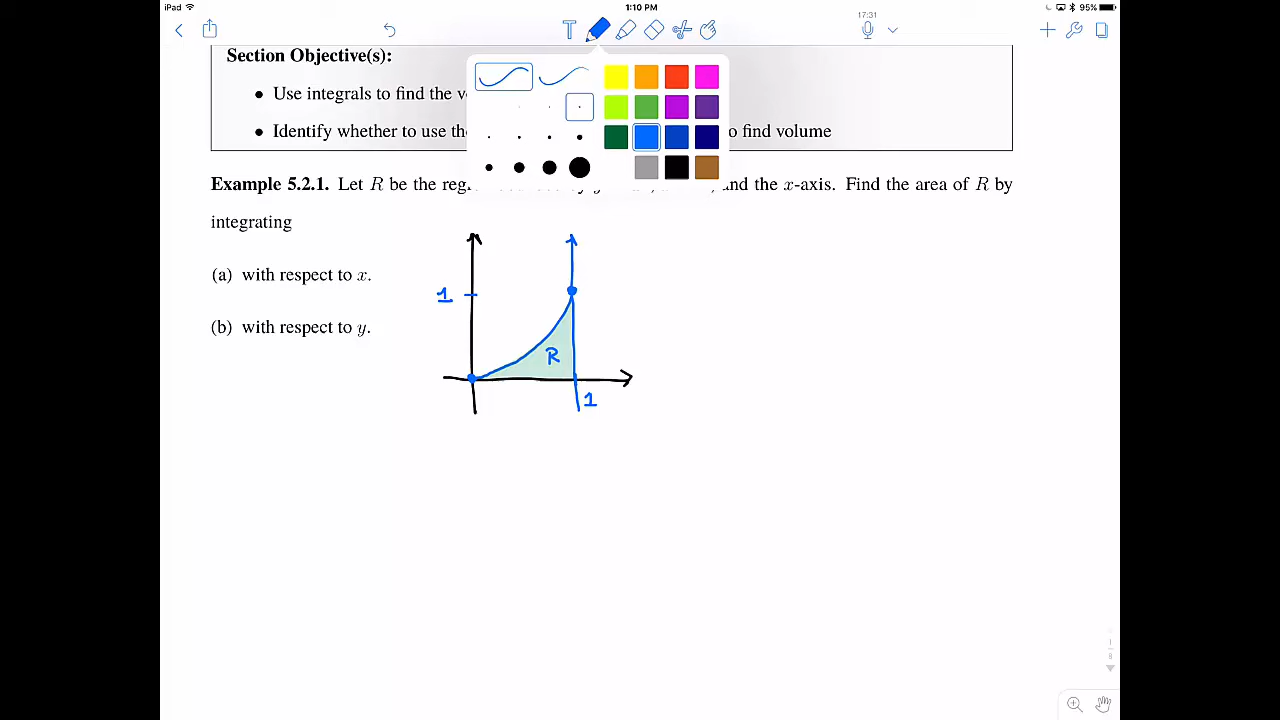 iPad 1:10 PM 95%
17:31
T
Section Objective(s):
• Use integrals to find the v
• Identify whether to use the to find volume
Example 5.2.1. Let R be the and the x-axis. Find the area of R by
integrating
(a) with respect to x.
1
(b) with respect to y.
R
1